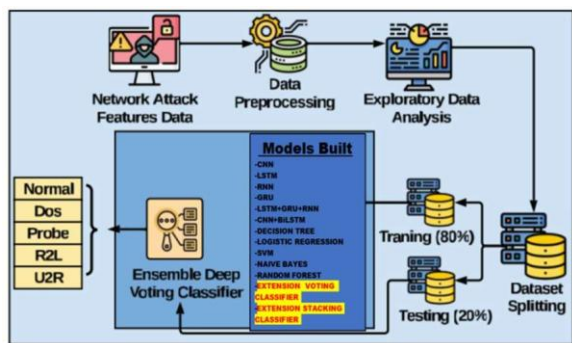 Network Attack
Features Data
Data
Preprocessing
Exploratory Data
Analysis
Dataset
Splitting
Traning (80%)
Testing (20%)
Models Built
-CNN
-LSTM
-RNN
-GRU
-LSTM+GRU+RNN
-CNN+BiLSTM
-DECISION TREE
-LOGISTIC REGRESSION
-SVM
-NAIVE BAYES
-RANDOM FOREST
-EXTENSION VOTING
CLASSIFIER
-EXTENSION STACKING
CLASSIFIER
Ensemble Deep
Voting Classifier
Normal
Dos
Probe
R2L
U2R